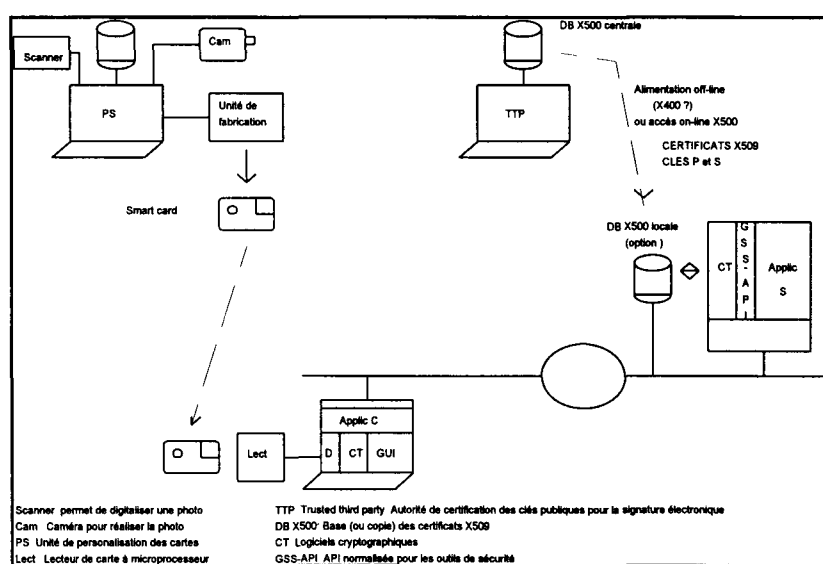 DB X500 centrale
Cam
Scanner
PS
Unité de
fabrication
TTP
Alimentation off-line
(X400 ?)
ou accès on-line X500
CERTIFICATS X509
CLES P et S
Smart card
DB X500 locale
(option )
CT
GSS-API
Applic
S
Applic C
Lect
D
CT
GUI
Scanner permet de digitaliser une photo
Cam Caméra pour réaliser la photo
PS Unité de personalisation des cartes
Lect Lecteur de carte à microprocesseur
TTP Trusted third party Autorité de certification des clés publiques pour la signature électronique
DB X500· Base (ou copie) des certificats X509
CT Logiciels cryptographiques
GSS-API API normalisée pour les outils de sécurité